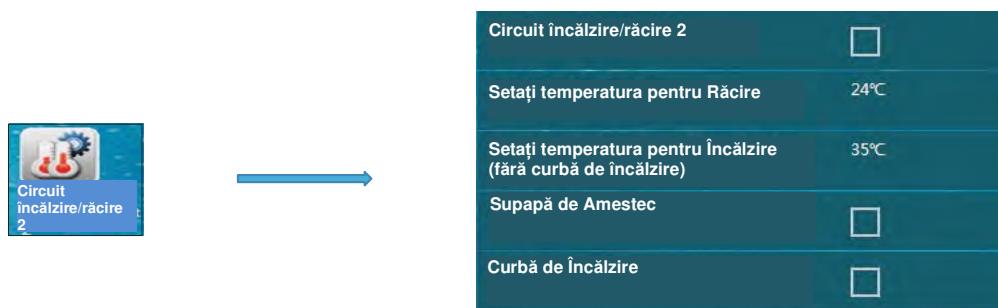 Circuit încălzire/răcire 2
Setați temperatura pentru Răcire 24℃
Setați temperatura pentru Încălzire 35℃
(fără curbă de încălzire)
Supapă de Amestec
Curbă de Încălzire
Circuit
încălzire/răcire
2